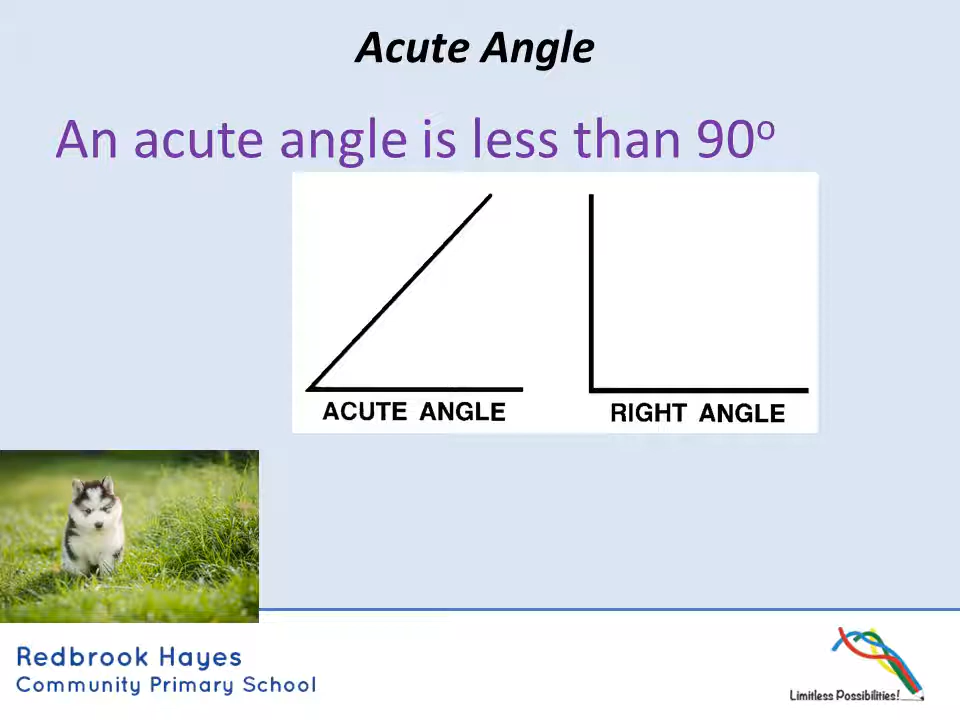 Acute Angle
An acute angle is less than 90º
ACUTE ANGLE
RIGHT ANGLE
Redbrook Hayes
Community Primary School
Limitless Possibilities!